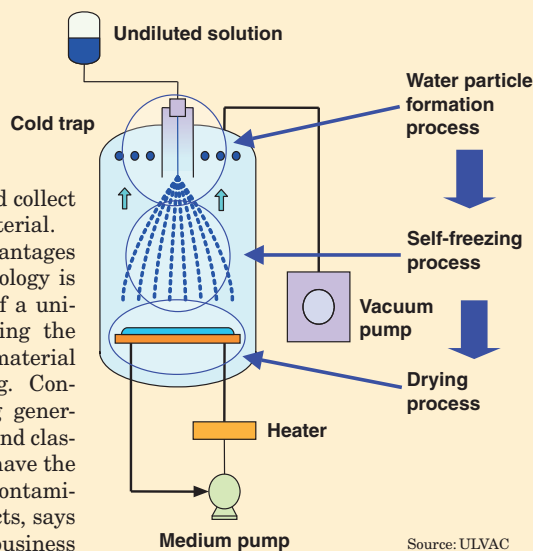 Undiluted solution
Water particle
formation
process
Cold trap
Self-freezing
process
Vacuum
pump
Drying
process
Heater
Medium pump
Source: ULVAC
d collect
terial.
antages
ology is
f a uni-
ing the
material
g. Con-
g gener-
nd clas-
have the
ontami-
cts, says
business